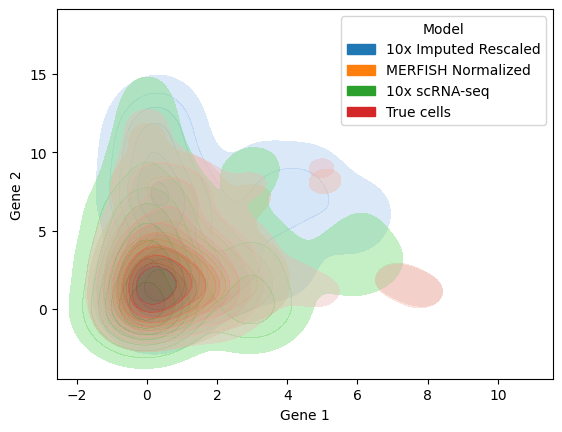 Model
10x Imputed Rescaled
MERFISH Normalized
10x scRNA-seq
True cells
15
10
5
0
Gene 2
−2
0
2
4
6
8
10
Gene 1